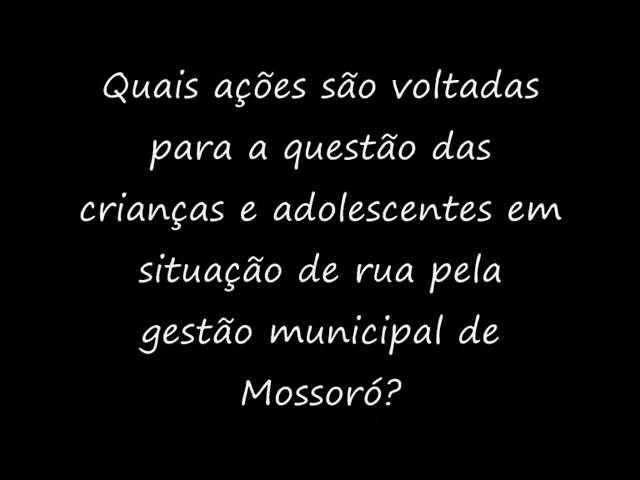 Quais ações são voltadas
para a questão das
crianças e adolescentes em
situação de rua pela
gestão municipal de
Mossoró?